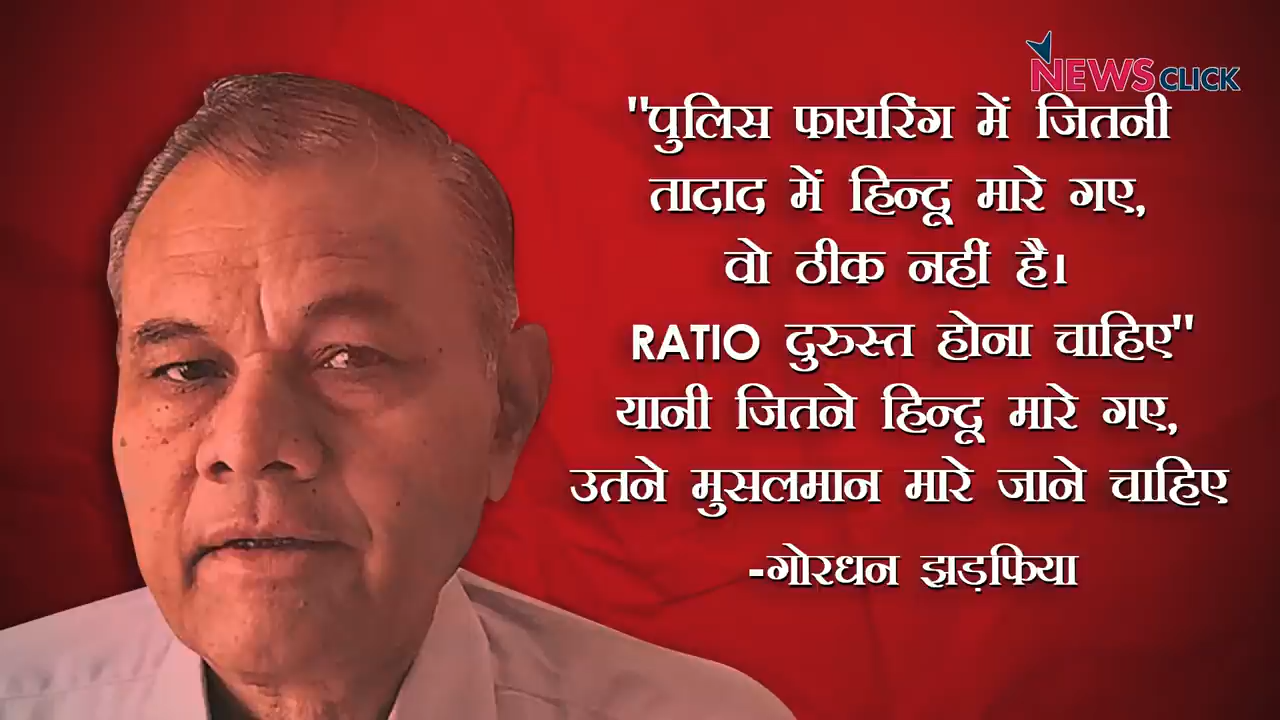 NEWSCLICK
"पुलिस फायरिंग में जितनी
तादाद में हिन्दू मारे गए,
वो ठीक नहीं है।
RATIO दुरुस्त होना चाहिए"
यानी जितने हिन्दू मारे गए,
उतने मुसलमान मारे जाने चाहिए
-गोरधन झड़फिया